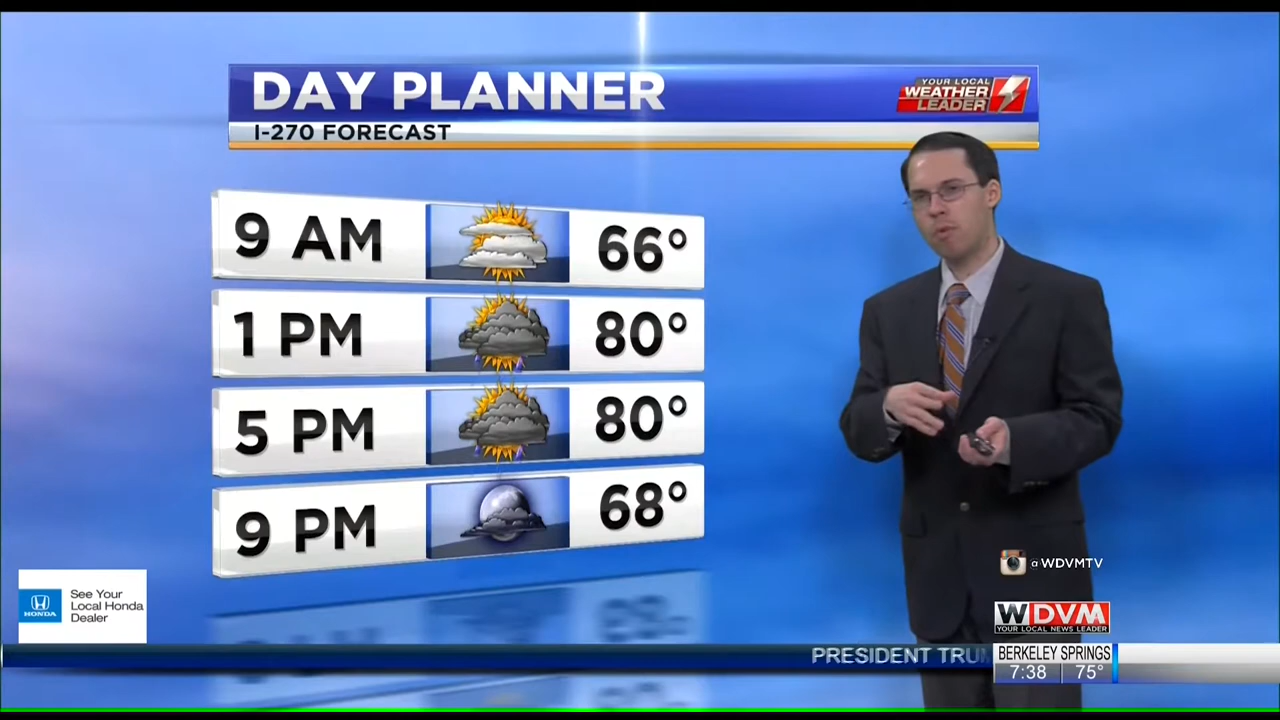 DAY PLANNER
YOUR LOCAL
WEATHER
LEADER
I-270 FORECAST
9 AM 66°
1 PM 80°
5 PM 80°
9 PM 68°
@WDVMTV
HONDA
See Your
Local Honda
Dealer
WDVM
YOUR LOCAL NEWS LEADER
PRESIDENT TRU
BERKELEY SPRINGS
7:38 75°